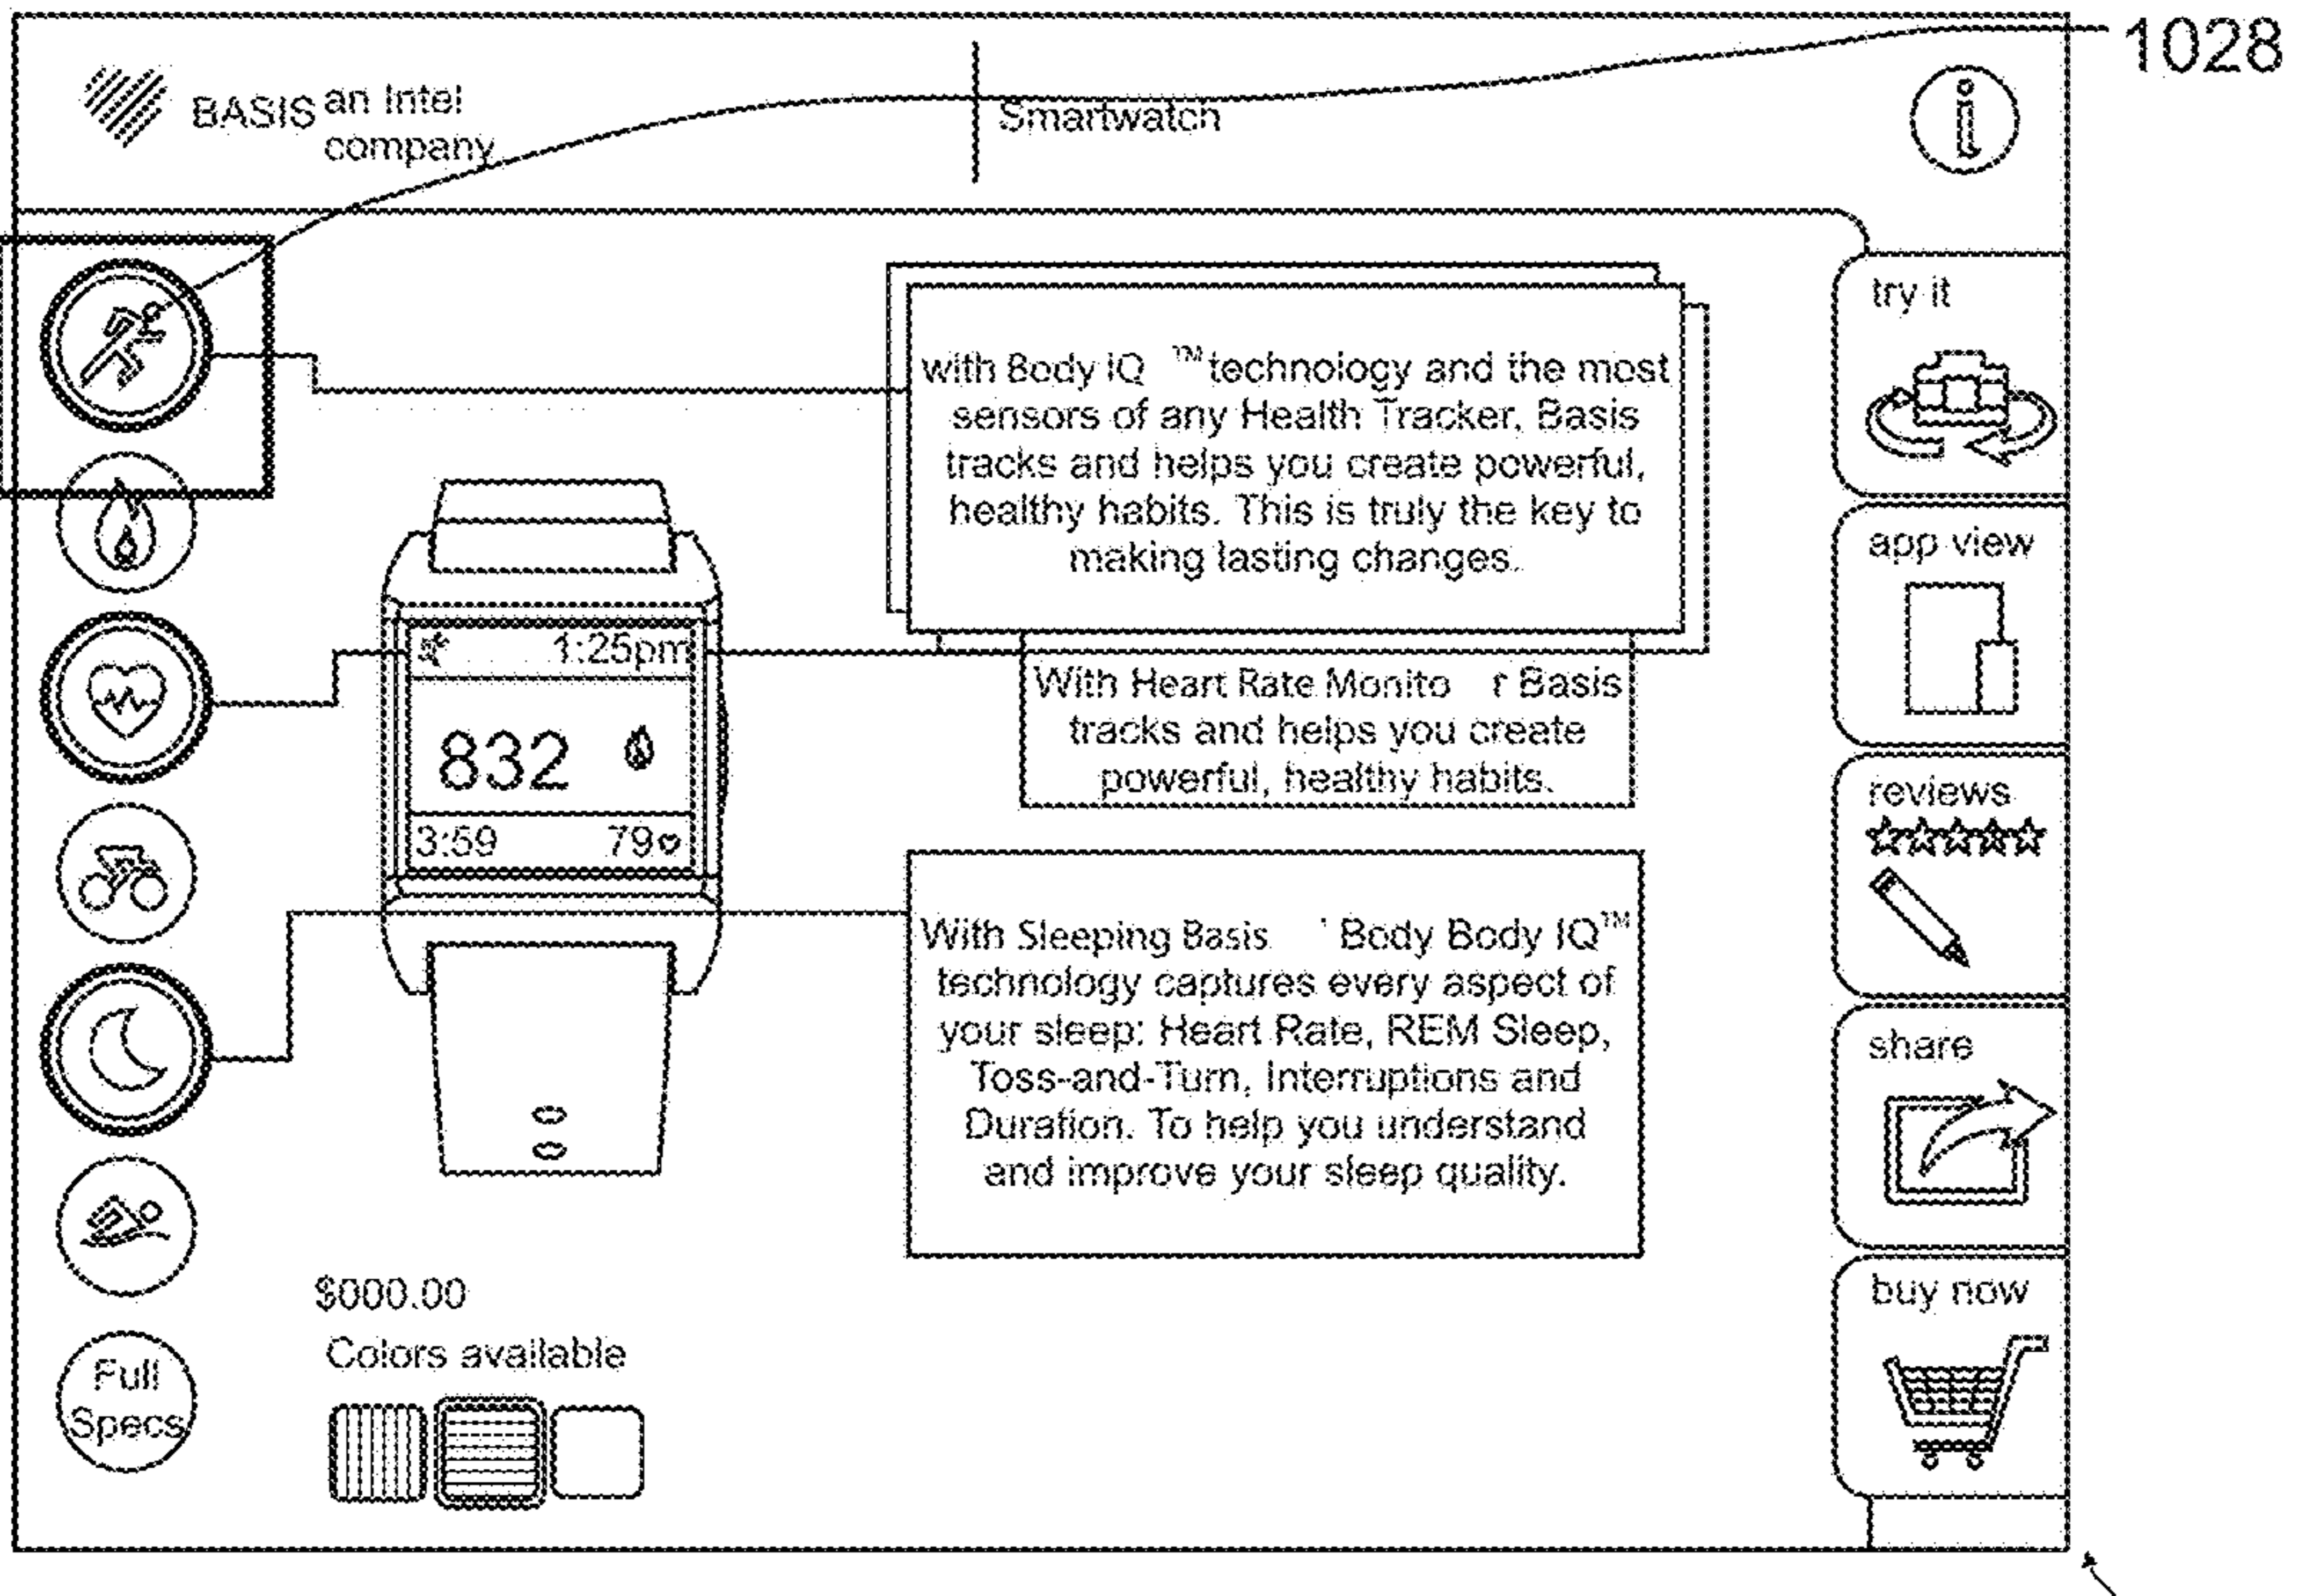 1028
BASIS an Intel
company
Smartwatch
try it
with Body IQ ™ technology and the most
sensors of any Health Tracker, Basis
tracks and helps you create powerful,
healthy habits. This is truly the key to
making lasting changes.
app view
1:25pm
832
3:59 79
With Heart Rate Monito r Basis
tracks and helps you create
powerful, healthy habits.
reviews
With Sleeping Basis ' Body Body IQ™
technology captures every aspect of
your sleep: Heart Rate, REM Sleep,
Toss-and-Turn, Interruptions and
Duration. To help you understand
and improve your sleep quality.
share
$000.00
Colors available
buy now
Full
Specs